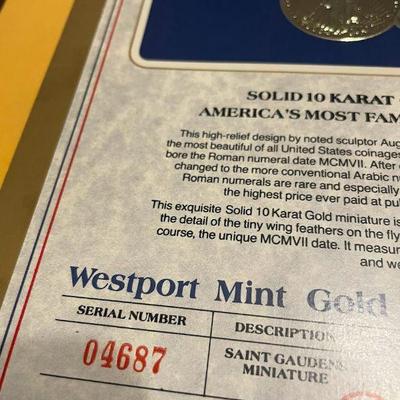 SOLID 10 KARAT
AMERICA'S MOST FAM
This high-relief design by noted sculptor Aug
the most beautiful of all United States coinages
bore the Roman numeral date MCMVII. After
changed to the more conventional Arabic nu
Roman numerals are rare and especially
the highest price ever paid at pu
This exquisite Solid 10 Karat Gold miniature is
the detail of the tiny wing feathers on the fly
course, the unique MCMVII date. It measur
and we
Westport Mint Gold
SERIAL NUMBER
DESCRIPTION
04687
SAINT GAUDENS
MINIATURE